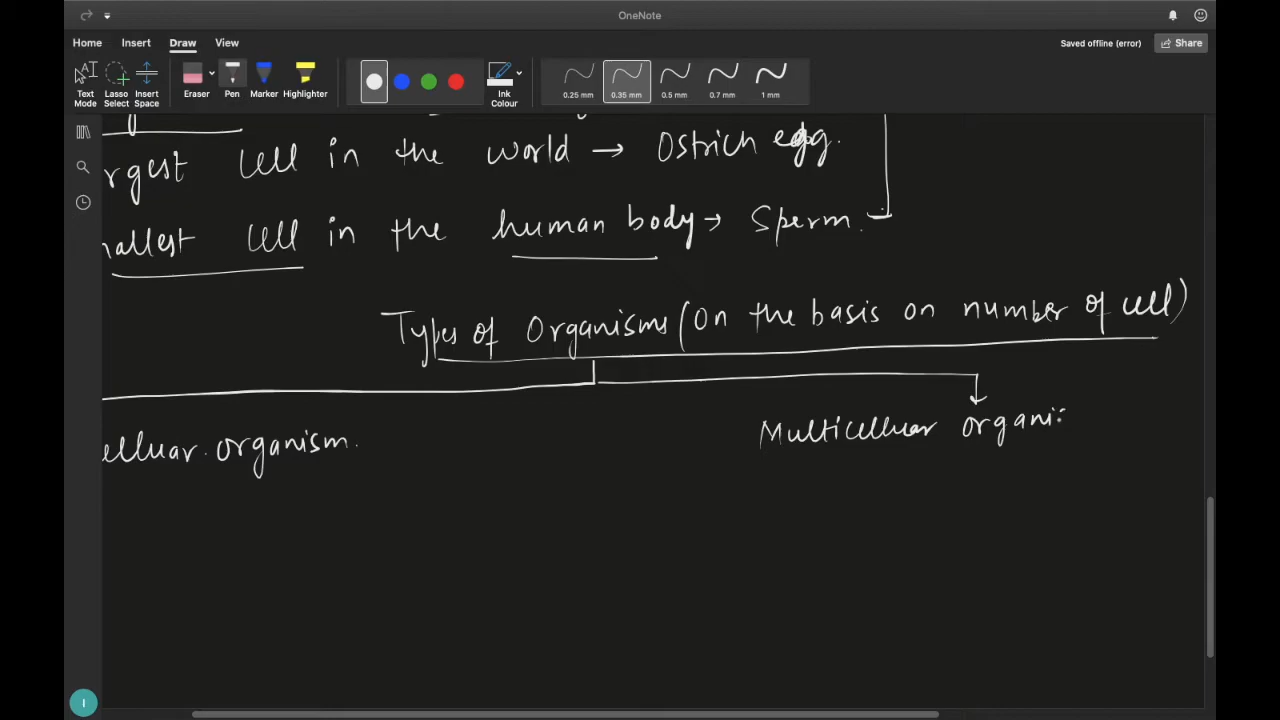 OneNote
Home Insert Draw View
Saved offline (error) Share
Text Mode Lasso Select Insert Space Eraser Pen Marker Highlighter Ink Colour 0.25 mm 0.35 mm 0.5 mm 0.7 mm 1 mm
rgest cell in the world → Ostrich egg.
mallest cell in the human body → Sperm.
Types of Organisms (On the basis on number of cell)
celluar. organism.
Multicelluar organi
I